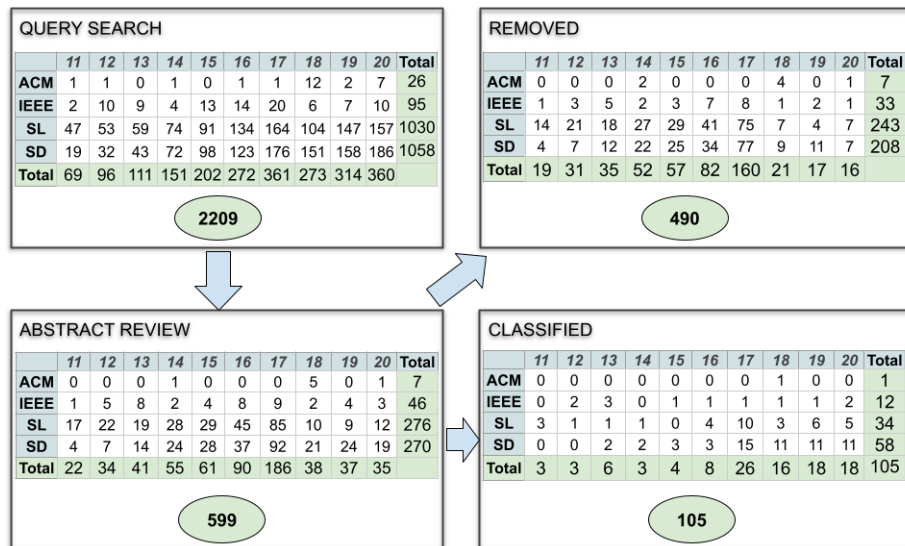 QUERY SEARCH
11 12 13 14 15 16 17 18 19 20 Total
ACM 1 1 0 1 0 1 1 12 2 7 26
IEEE 2 10 9 4 13 14 20 6 7 10 95
SL 47 53 59 74 91 134 164 104 147 157 1030
SD 19 32 43 72 98 123 176 151 158 186 1058
Total 69 96 111 151 202 272 361 273 314 360
2209
REMOVED
11 12 13 14 15 16 17 18 19 20 Total
ACM 0 0 0 2 0 0 0 4 0 1 7
IEEE 1 3 5 2 3 7 8 1 2 1 33
SL 14 21 18 27 29 41 75 7 4 7 243
SD 4 7 12 22 25 34 77 9 11 7 208
Total 19 31 35 52 57 82 160 21 17 16
490
ABSTRACT REVIEW
11 12 13 14 15 16 17 18 19 20 Total
ACM 0 0 0 1 0 0 0 5 0 1 7
IEEE 1 5 8 2 4 8 9 2 4 3 46
SL 17 22 19 28 29 45 85 10 9 12 276
SD 4 7 14 24 28 37 92 21 24 19 270
Total 22 34 41 55 61 90 186 38 37 35
599
CLASSIFIED
11 12 13 14 15 16 17 18 19 20 Total
ACM 0 0 0 0 0 0 0 1 0 0 1
IEEE 0 2 3 0 1 1 1 1 1 2 12
SL 3 1 1 1 0 4 10 3 6 5 34
SD 0 0 2 2 3 3 15 11 11 11 58
Total 3 3 6 3 4 8 26 16 18 18 105
105